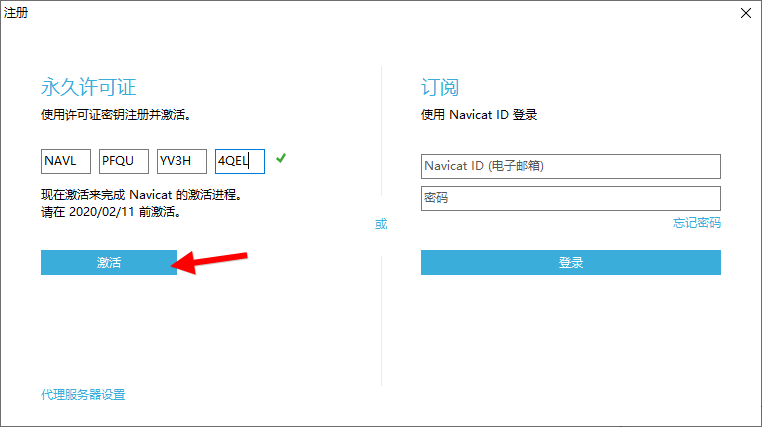 注册
永久许可证
使用许可证密钥注册并激活。
NAVL PFQU YV3H 4QEL
现在激活来完成 Navicat 的激活进程。
请在 2020/02/11 前激活。
激活
代理服务器设置
或
订阅
使用 Navicat ID 登录
Navicat ID (电子邮箱)
密码
忘记密码
登录